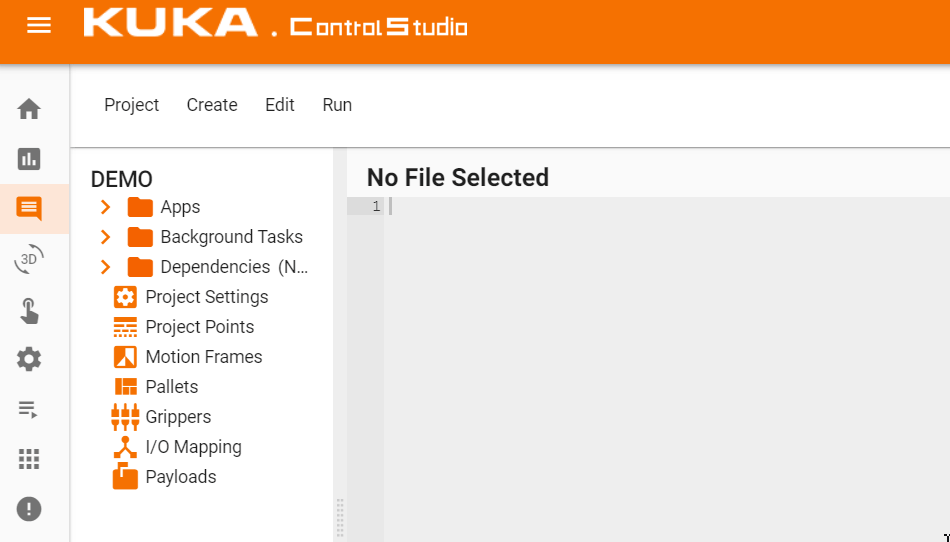 KUKA . ControlStudio
Project Create Edit Run
DEMO
Apps
Background Tasks
Dependencies (N...
Project Settings
Project Points
Motion Frames
Pallets
Grippers
I/O Mapping
Payloads
No File Selected
1
3D